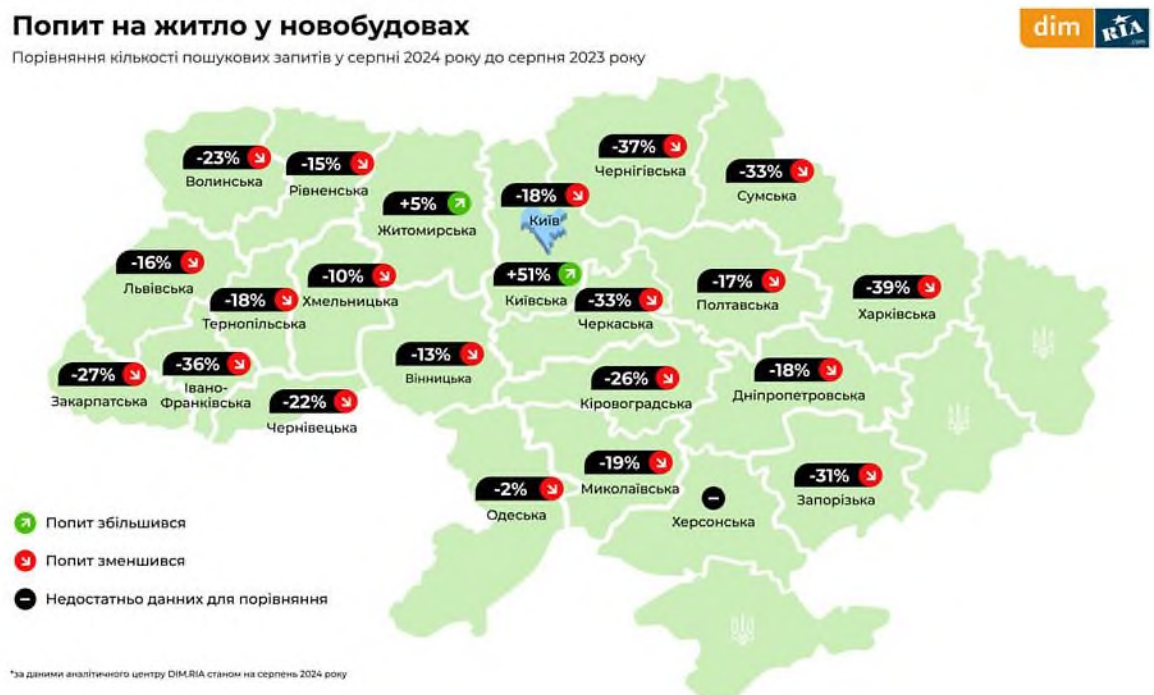 Попит на житло у новобудовах
Порівняння кількості пошукових запитів у серпні 2024 року до серпня 2023 року
dim
RIA
.com
-23%
Волинська
-15%
Рівненська
+5%
Житомирська
-18%
Київ
-37%
Чернігівська
-33%
Сумська
-16%
Львівська
-18%
Тернопільська
-10%
Хмельницька
+51%
Київська
-33%
Черкаська
-17%
Полтавська
-39%
Харківська
-27%
Закарпатська
-36%
Івано-
Франківська
-22%
Чернівецька
-13%
Вінницька
-26%
Кіровоградська
-18%
Дніпропетровська
-2%
Одеська
-19%
Миколаївська
Херсонська
-31%
Запорізька
Попит збільшився
Попит зменшився
Недостатньо данних для порівняння
*за даними аналітичного центру DIM.RIA станом на серпень 2024 року